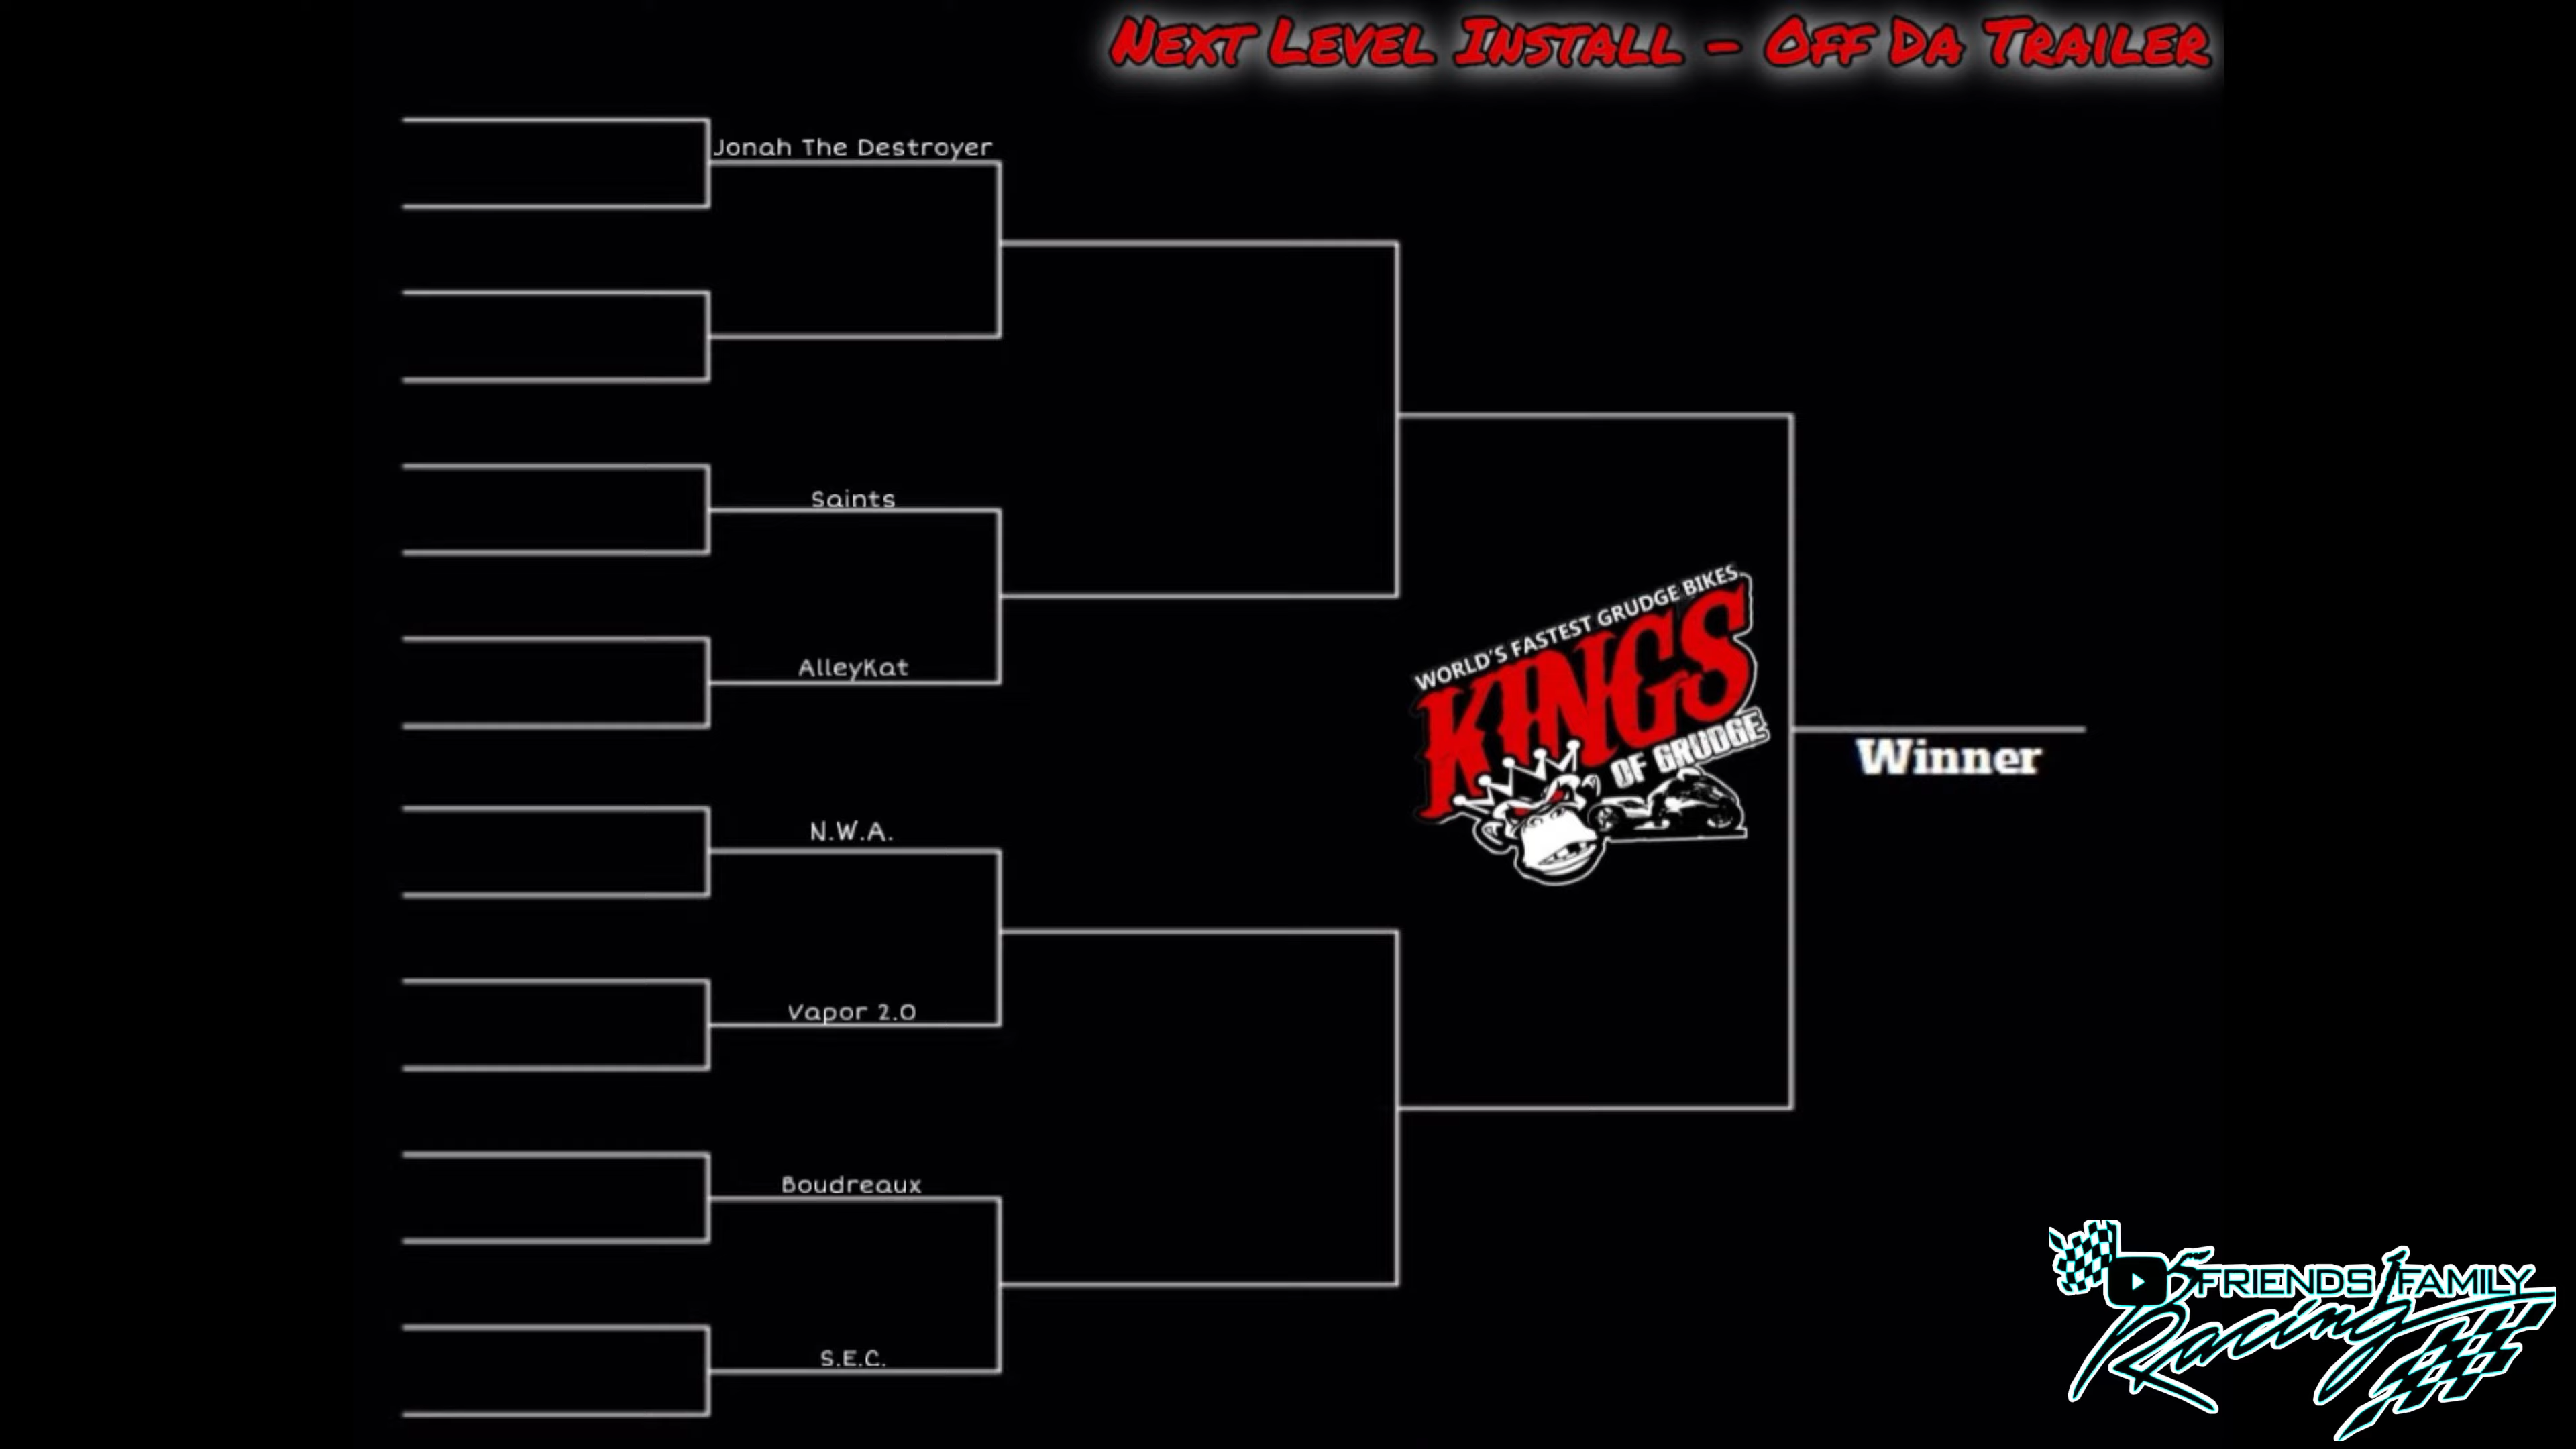 Next Level Install - Off Da Trailer
Jonah The Destroyer
Saints
AlleyKat
WORLD'S FASTEST GRUDGE BIKES
KINGS
OF GRUDGE
Winner
N.W.A.
Vapor 2.0
Boudreaux
S.E.C.
FRIENDS FAMILY
Racing